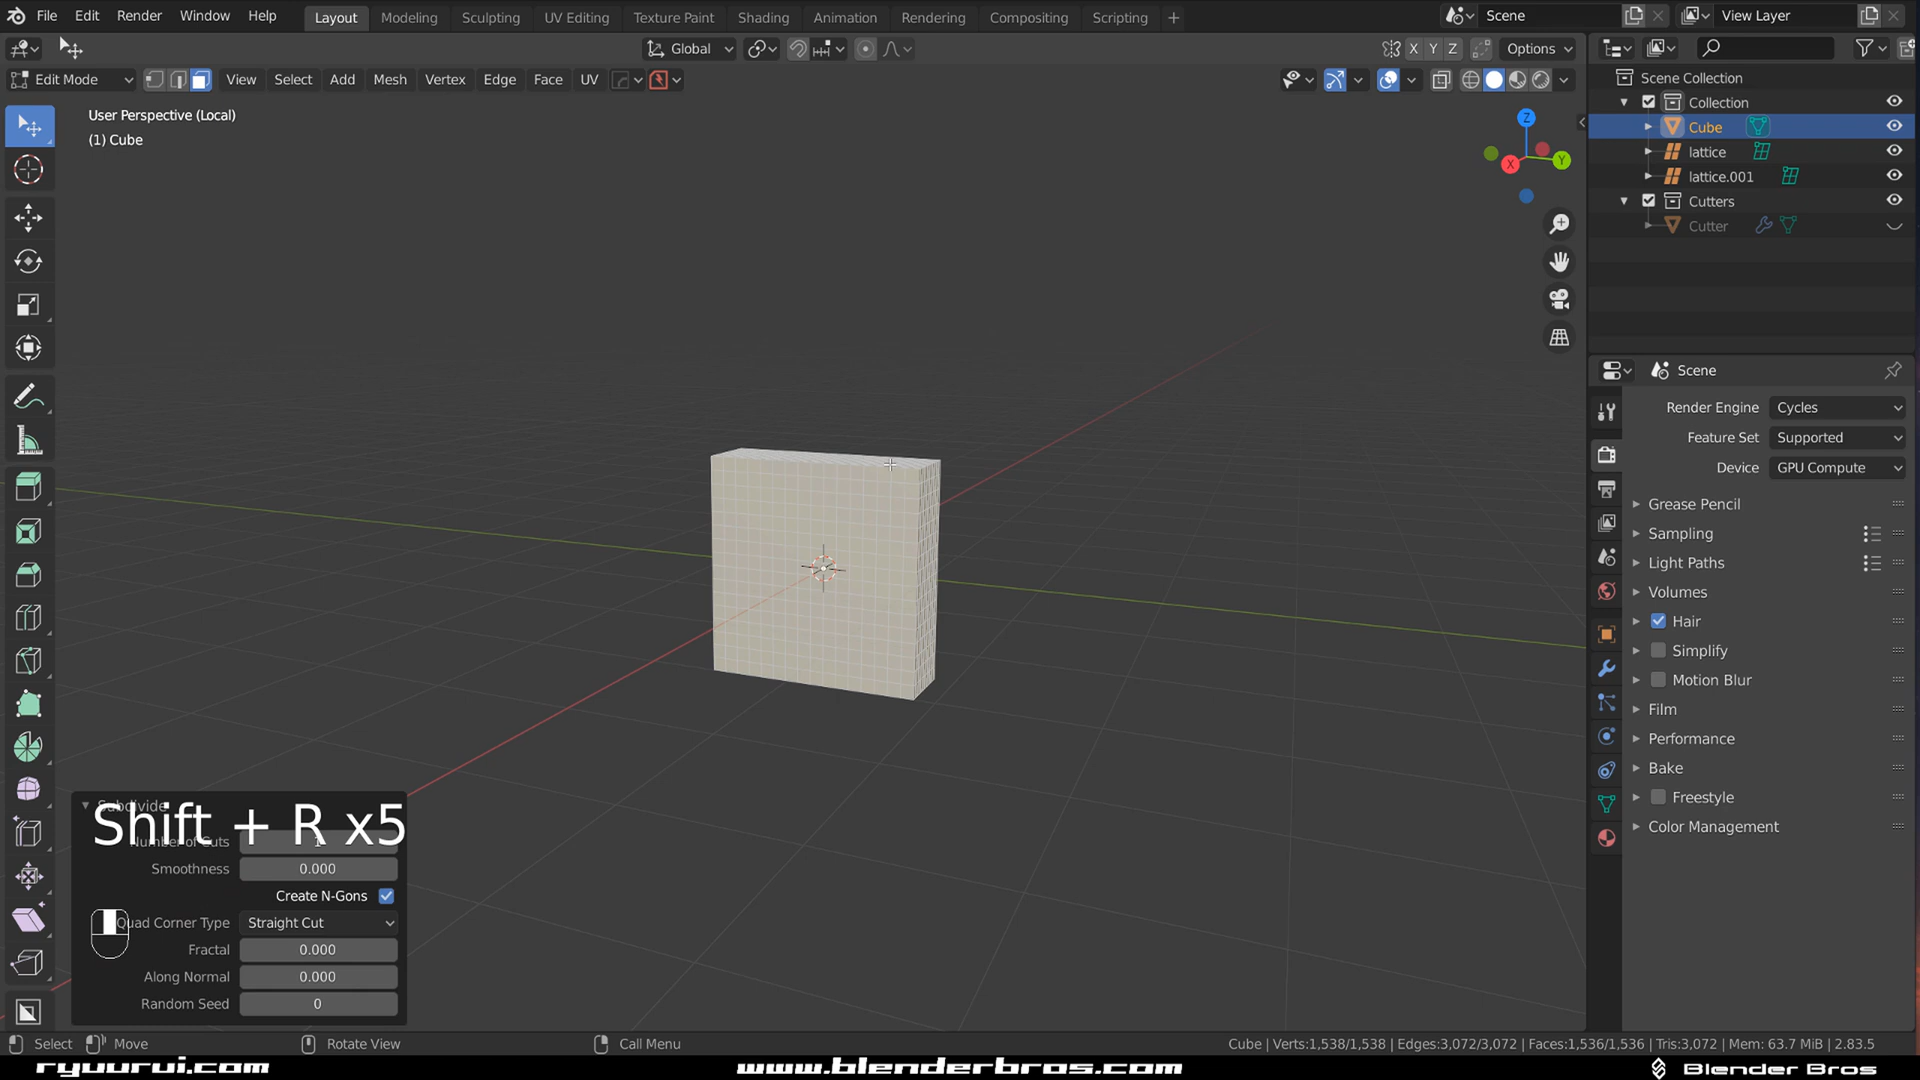 File Edit Render Window Help Layout Modeling Sculpting UV Editing Texture Paint Shading Animation Rendering Compositing Scripting + Scene View Layer
Global X Y Z Options
Edit Mode View Select Add Mesh Vertex Edge Face UV
User Perspective (Local)
(1) Cube
Z
Y
X
Scene Collection
Collection
Cube
lattice
lattice.001
Cutters
Cutter
Scene
Render Engine Cycles
Feature Set Supported
Device GPU Compute
Grease Pencil
Sampling
Light Paths
Volumes
Hair
Simplify
Motion Blur
Film
Performance
Bake
Freestyle
Color Management
Subdivide
Shift + R x5
Number of Cuts 1
Smoothness 0.000
Create N-Gons
Quad Corner Type Straight Cut
Fractal 0.000
Along Normal 0.000
Random Seed 0
Select Move Rotate View Call Menu Cube | Verts:1,538/1,538 | Edges:3,072/3,072 | Faces:1,536/1,536 | Tris:3,072 | Mem: 63.7 MiB | 2.83.5
ryuurui.com www.blenderbros.com Blender Bros